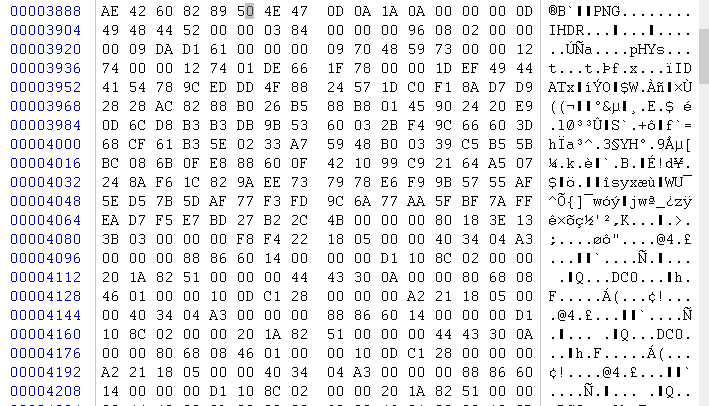 00003888 AE 42 60 82 89 50 4E 47 0D 0A 1A 0A 00 00 00 0D ®B`▮▮PNG........
00003904 49 48 44 52 00 00 03 84 00 00 00 96 08 02 00 00 IHDR...▮...▮....
00003920 00 09 DA D1 61 00 00 00 09 70 48 59 73 00 00 12 ..ÚÑa....pHYs...
00003936 74 00 00 12 74 01 DE 66 1F 78 00 00 1D EF 49 44 t...t.Þf.x...ïID
00003952 41 54 78 9C ED DD 4F 88 24 57 1D C0 F1 8A D7 D9 ATx▮íÝO▮$W.Àñ▮×Ù
00003968 28 28 AC 82 88 B0 26 B5 88 B8 01 45 90 24 20 E9 ((¬▮▮°&µ▮¸.E.$ é
00003984 0D 6C D8 B3 B3 DB 9B 53 60 03 2B F4 9C 66 60 3D .lØ³³Û▮S`.+ô▮f`=
00004000 68 CF 61 B3 5E 02 33 A7 59 48 B0 03 39 C5 B5 5B hÏa³^.3§YH°.9Åµ[
00004016 BC 08 6B 0F E8 88 60 0F 42 10 99 C9 21 64 A5 07 ¼.k.è▮`.B.▮É!d¥.
00004032 24 8A F6 1C 82 9A EE 73 79 78 E6 F9 9B 57 55 AF $▮ö.▮▮îsyxæù▮WU¯
00004048 5E D5 7B 5D AF 77 F3 FD 9C 6A 77 AA 5F BF 7A FF ^Õ{]¯wóý▮jwª_¿zÿ
00004064 EA D7 F5 E7 BD 27 B2 2C 4B 00 00 00 80 18 3E 13 ê×õç½'²,K...▮.>.
00004080 3B 03 00 00 00 F8 F4 22 18 05 00 00 40 34 04 A3 ;....øô"....@4.£
00004096 00 00 00 88 86 60 14 00 00 00 D1 10 8C 02 00 00 ...▮▮`....Ñ.▮...
00004112 20 1A 82 51 00 00 00 44 43 30 0A 00 00 80 68 08 .▮Q...DC0...▮h.
00004128 46 01 00 00 10 0D C1 28 00 00 00 A2 21 18 05 00 F.....Á(...¢!...
00004144 00 40 34 04 A3 00 00 00 88 86 60 14 00 00 00 D1 .@4.£...▮▮`....Ñ
00004160 10 8C 02 00 00 20 1A 82 51 00 00 00 44 43 30 0A .▮... .▮Q...DC0.
00004176 00 00 80 68 08 46 01 00 00 10 0D C1 28 00 00 00 ..▮h.F.....Á(...
00004192 A2 21 18 05 00 00 40 34 04 A3 00 00 00 88 86 60 ¢!....@4.£...▮▮`
00004208 14 00 00 00 D1 10 8C 02 00 00 20 1A 82 51 00 00 ....Ñ.▮... .▮Q..